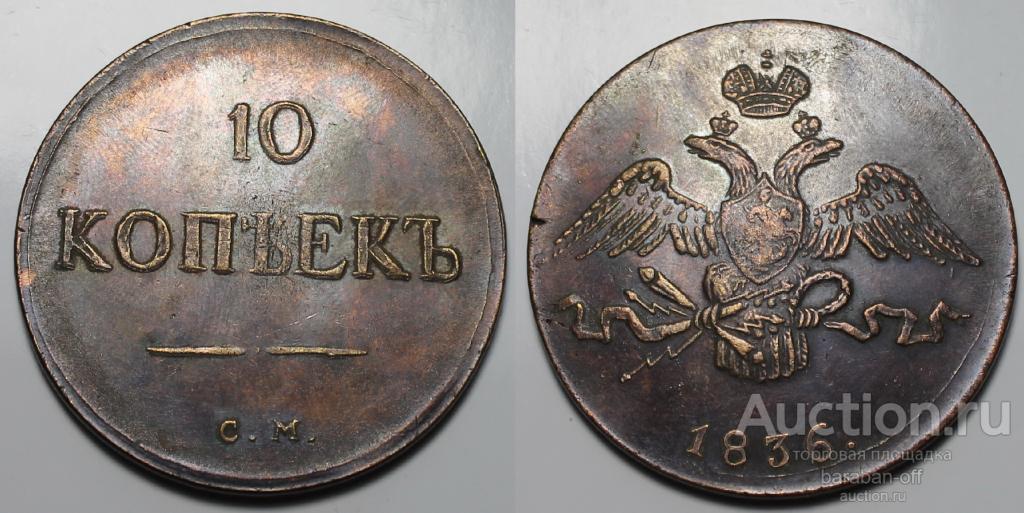 10
КОПѢЕКЪ
С. М.
1836.
Auction.ru
торговая площадка
baraban-off
auction.ru